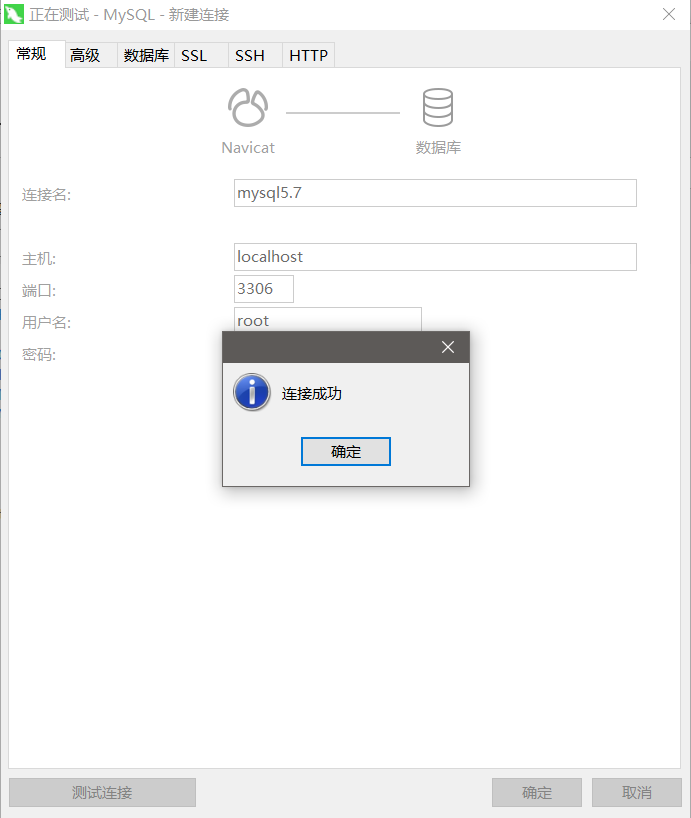 正在测试 - MySQL - 新建连接
常规 高级 数据库 SSL SSH HTTP
Navicat 数据库
连接名: mysql5.7
主机: localhost
端口: 3306
用户名: root
密码:
连接成功
确定
测试连接 确定 取消